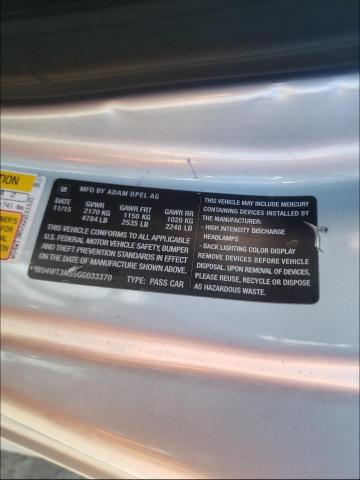 TION
NER'S
GM MFD BY ADAM OPEL AG
DATE GVWR GAWR FRT GAWR RR
11/15 2170 KG 1150 KG 1020 KG
4784 LB 2535 LB 2248 LB
THIS VEHICLE CONFORMS TO ALL APPLICABLE
U.S. FEDERAL MOTOR VEHICLE SAFETY, BUMPER
AND THEFT PREVENTION STANDARDS IN EFFECT
ON THE DATE OF MANUFACTURE SHOWN ABOVE.
*W04WT3N55GG033370 TYPE: PASS CAR
THIS VEHICLE MAY INCLUDE MERCURY
CONTAINING DEVICES INSTALLED BY
THE MANUFACTURER:
- HIGH INTENSITY DISCHARGE
HEADLAMPS
- BACK LIGHTING COLOR DISPLAY
REMOVE DEVICES BEFORE VEHICLE
DISPOSAL. UPON REMOVAL OF DEVICES,
PLEASE REUSE, RECYCLE OR DISPOSE
AS HAZARDOUS WASTE.